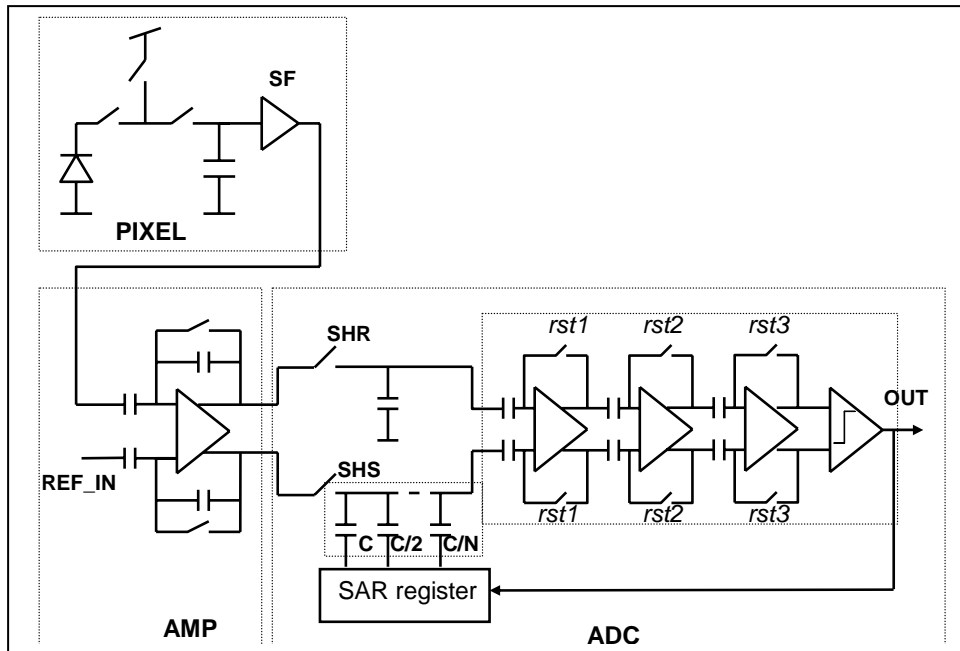 SF
PIXEL
rst1 rst2 rst3
SHR
OUT
SHS
REF_IN
rst1 rst2 rst3
C C/2 C/N
SAR register
AMP
ADC